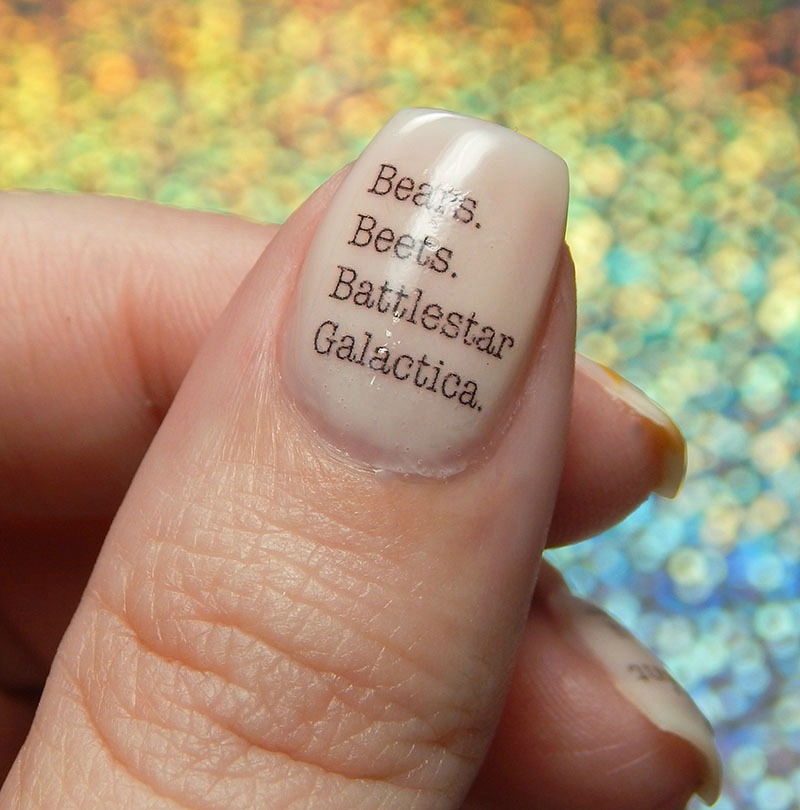 Bears.
Beets.
Battlestar
Galactica.